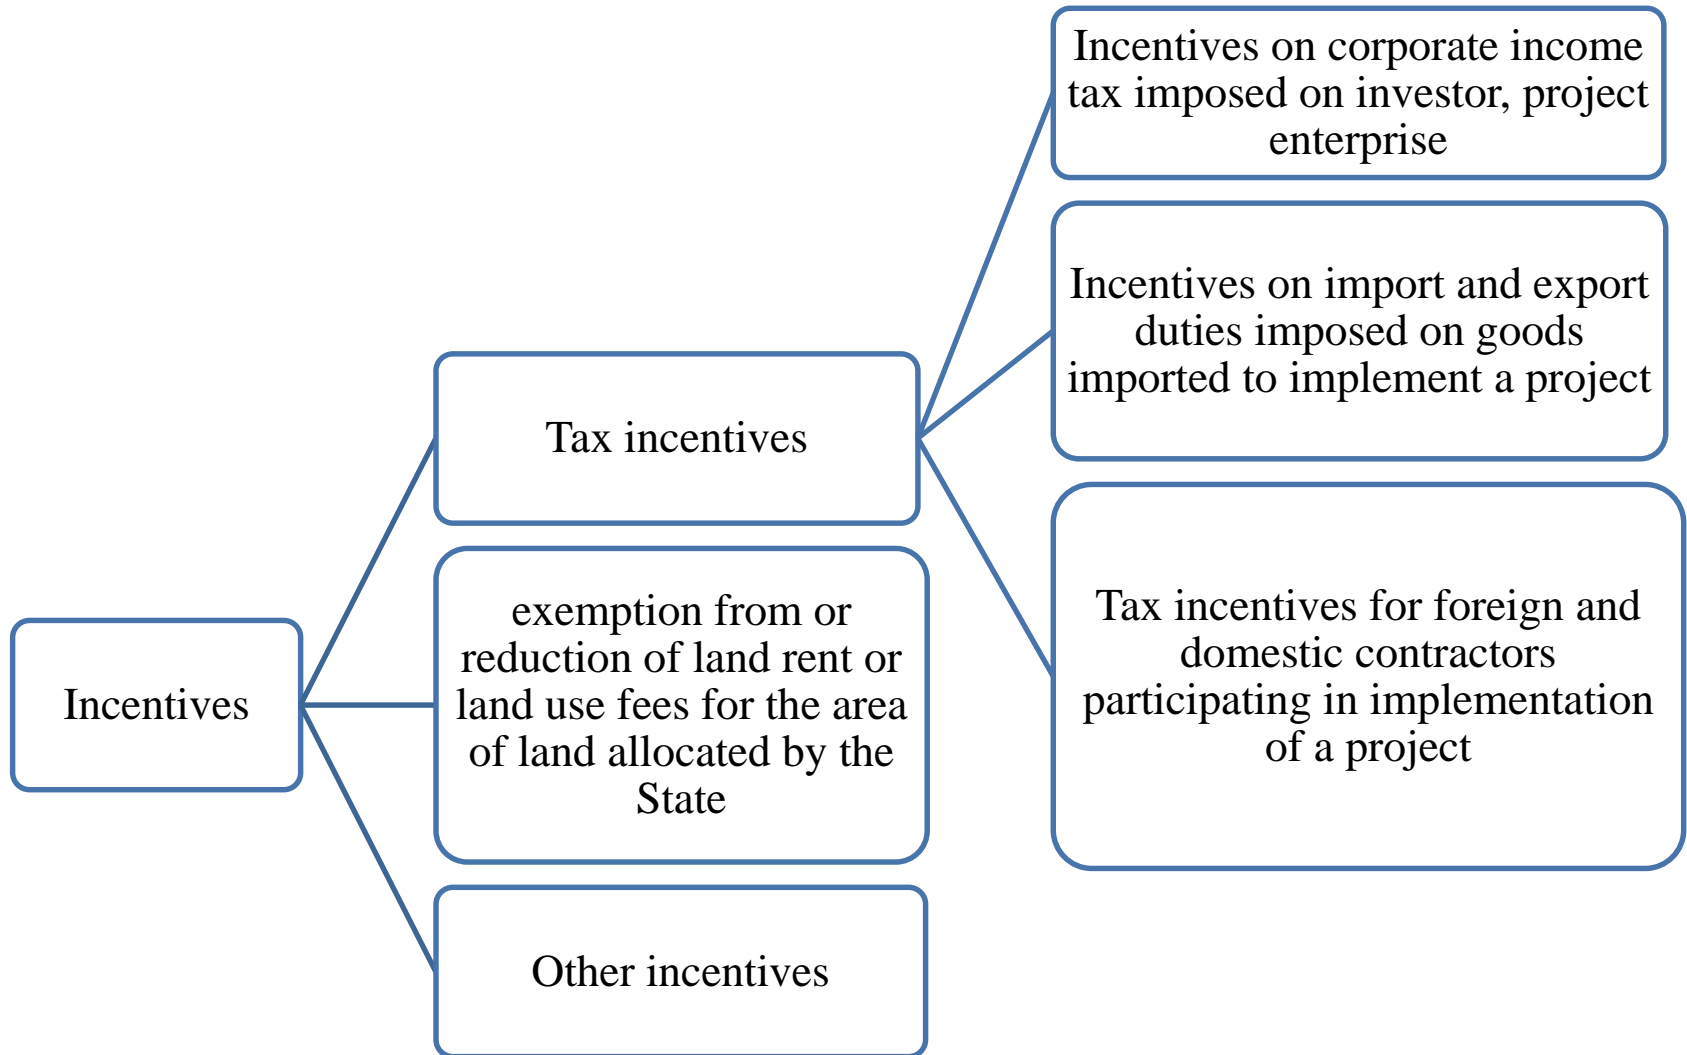 Incentives on corporate income
tax imposed on investor, project
enterprise
Incentives on import and export
duties imposed on goods
imported to implement a project
Tax incentives
Tax incentives for foreign and
domestic contractors
participating in implementation
of a project
exemption from or
reduction of land rent or
land use fees for the area
of land allocated by the
State
Incentives
Other incentives